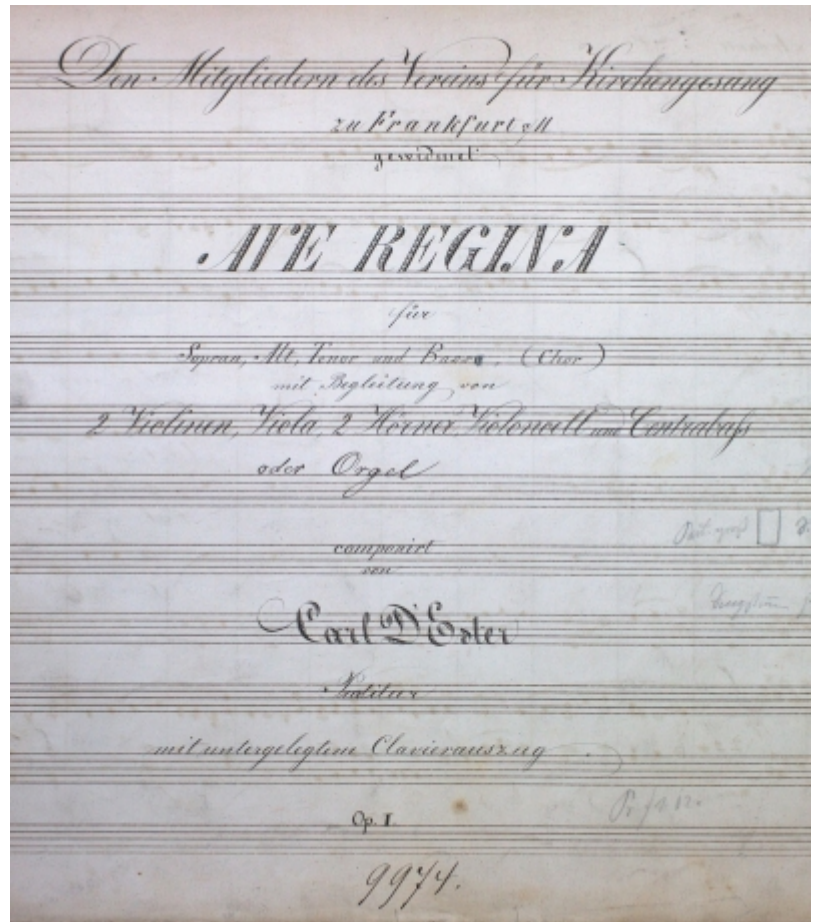 Den Mitgliedern des Vereins für Kirchengesang
zu Frankfurt a/M
gewidmet
AVE REGINA
für
Sopran, Alt, Tenor und Basso, (Chor)
mit Begleitung von
2 Violinen, Viola, 2 Hörner, Violoncell und Contrabaß
oder Orgel
componirt
von
Carl D'Ester
Partitur
mit untergelegtem Clavierauszug.
Op. I.
9974.